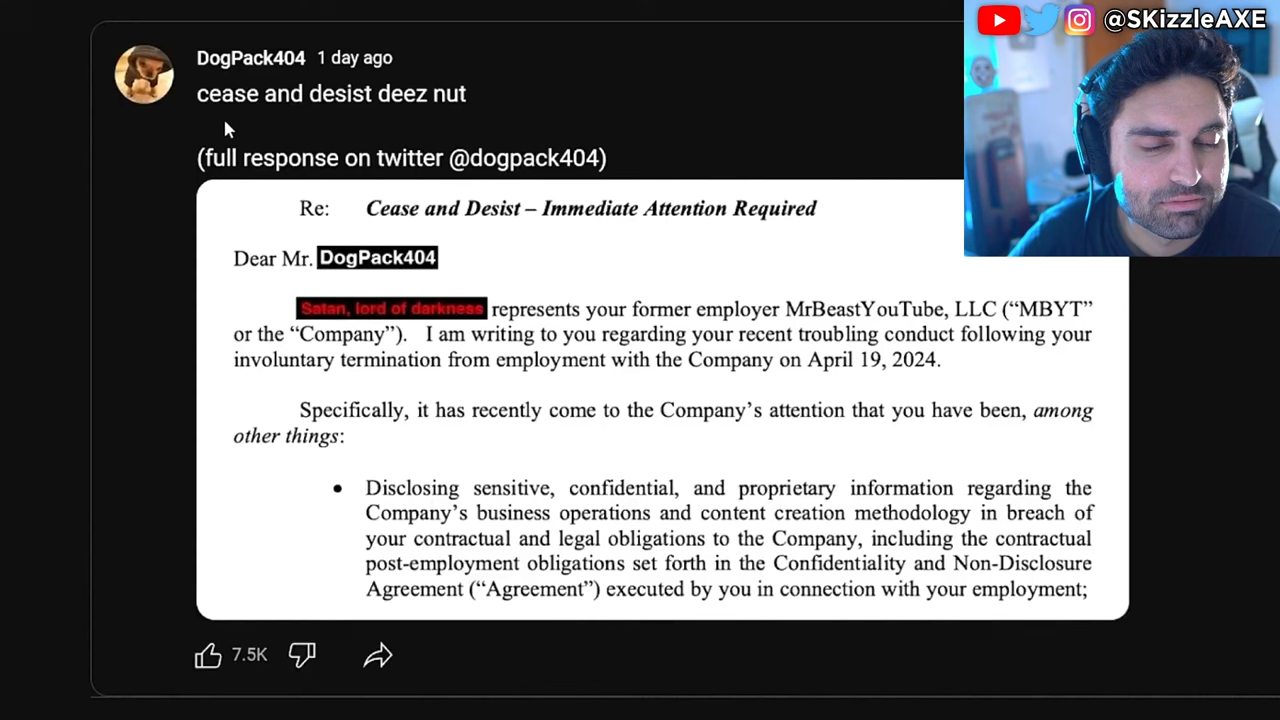 @SKizzleAXE
DogPack404 1 day ago
cease and desist deez nut
(full response on twitter @dogpack404)
Re: Cease and Desist – Immediate Attention Required
Dear Mr. DogPack404
Satan, lord of darkness represents your former employer MrBeastYouTube, LLC (“MBYT”
or the “Company”). I am writing to you regarding your recent troubling conduct following your
involuntary termination from employment with the Company on April 19, 2024.
Specifically, it has recently come to the Company’s attention that you have been, among
other things:
• Disclosing sensitive, confidential, and proprietary information regarding the
Company’s business operations and content creation methodology in breach of
your contractual and legal obligations to the Company, including the contractual
post-employment obligations set forth in the Confidentiality and Non-Disclosure
Agreement (“Agreement”) executed by you in connection with your employment;
7.5K